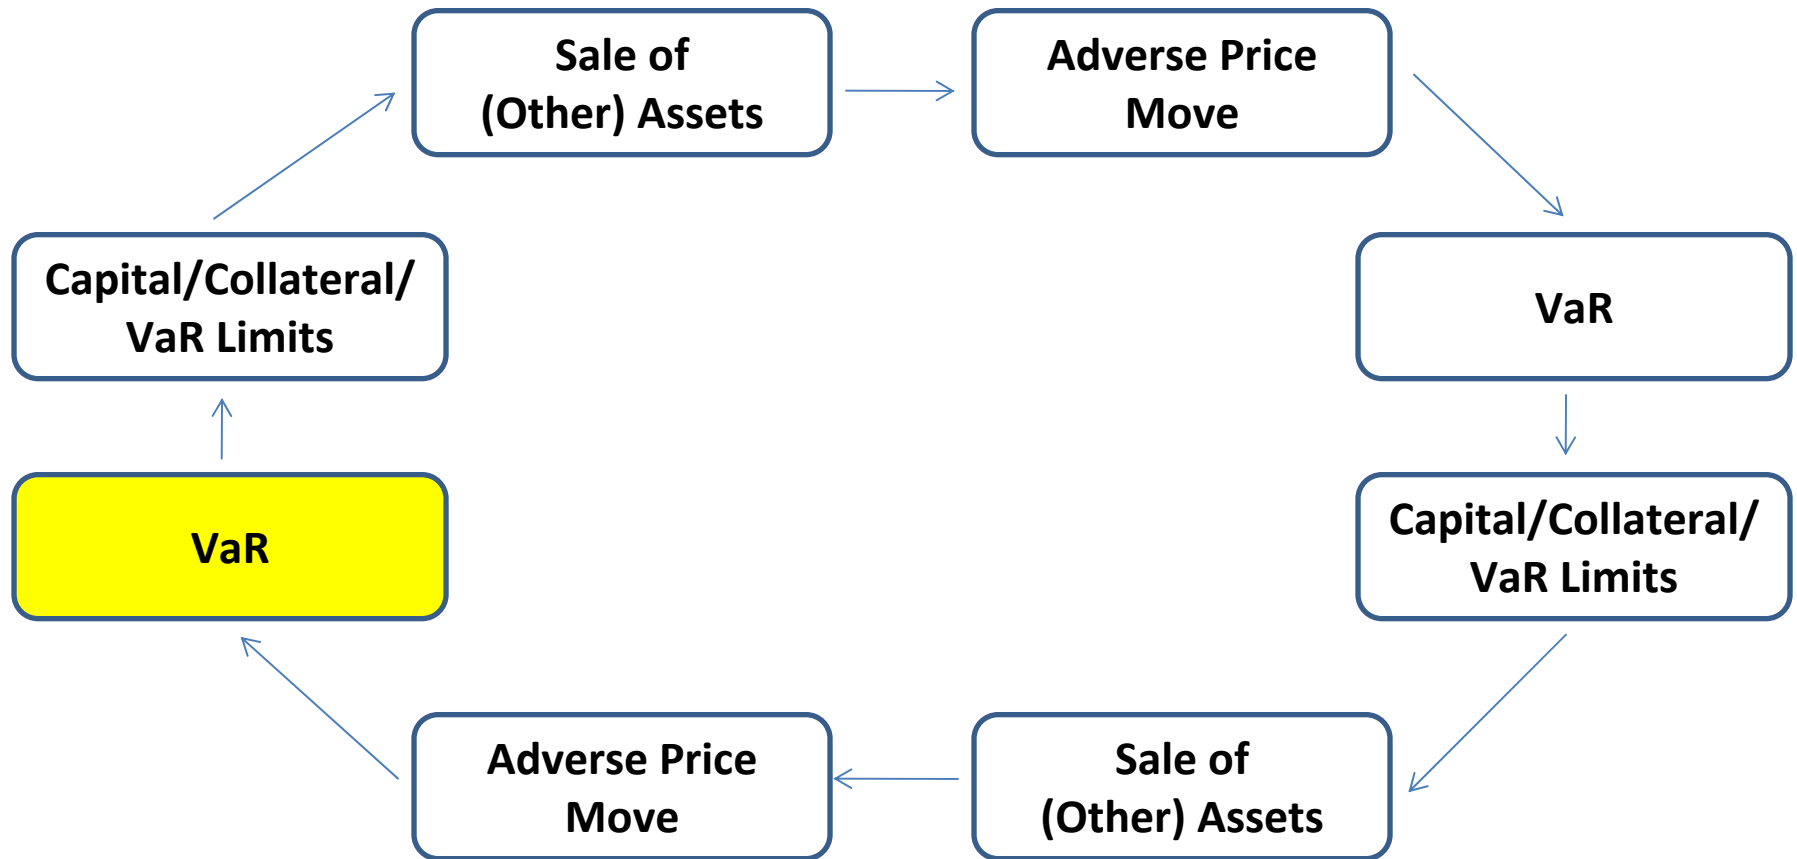 Sale of
(Other) Assets
Adverse Price
Move
Capital/Collateral/
VaR Limits
VaR
VaR
Capital/Collateral/
VaR Limits
Adverse Price
Move
Sale of
(Other) Assets